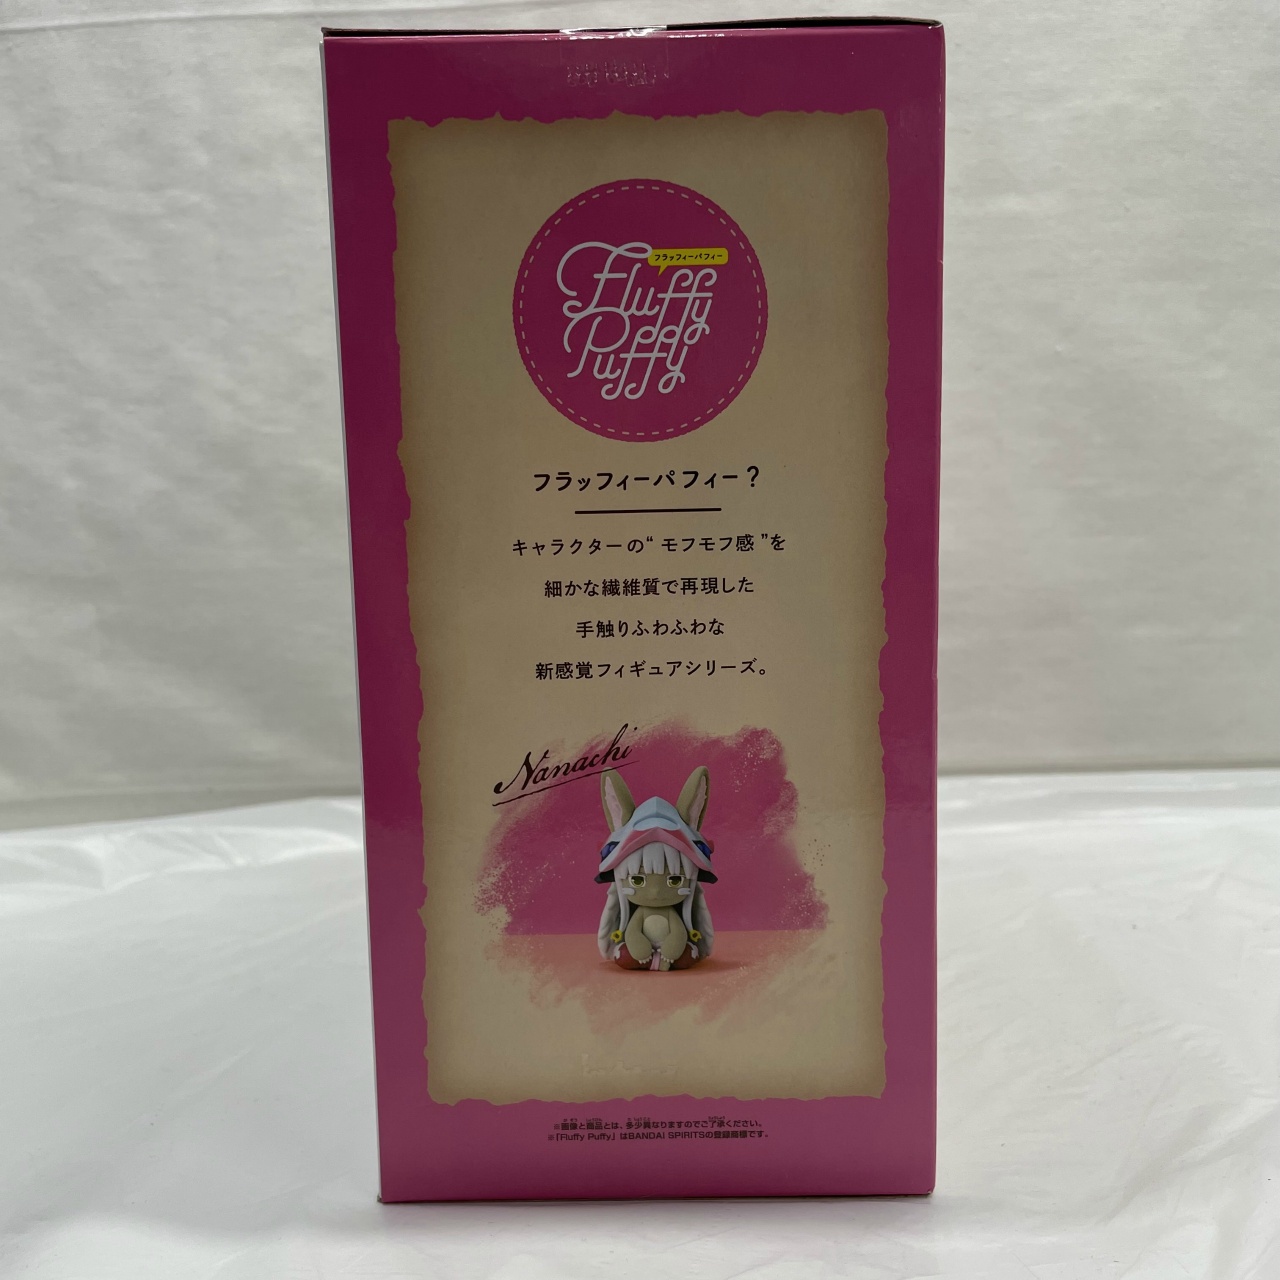 フラッフィーパフィー
Fluffy
Puffy
フラッフィーパフィー？
キャラクターの“モフモフ感”を
細かな繊維質で再現した
手触りふわふわな
新感覚フィギュアシリーズ。
Nanachi
※画像と商品とは、多少異なりますのでご了承ください。
※「Fluffy Puffy」はBANDAI SPIRITSの登録商標です。